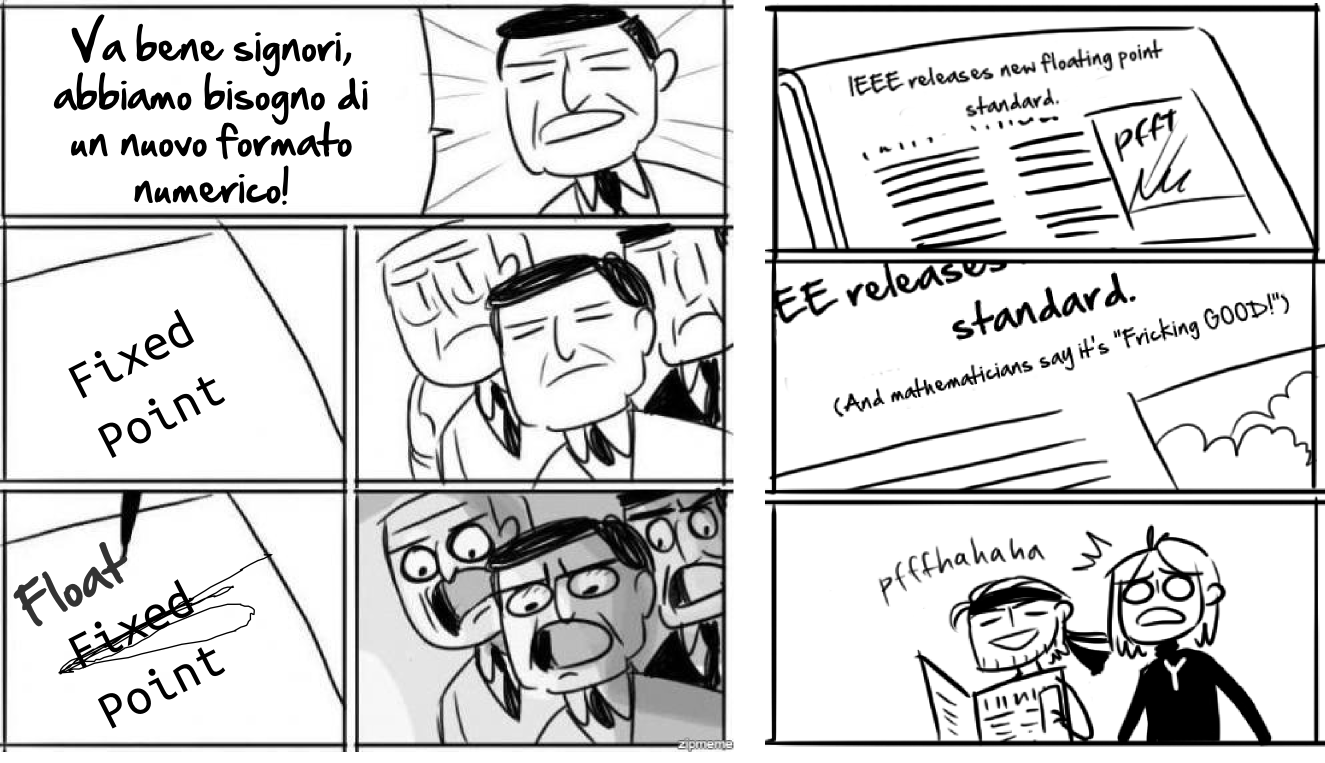 Va bene signori,
abbiamo bisogno di
un nuovo formato
numerico!
Fixed
Point
Float
Fixed
Point
zipmeme
IEEE releases new floating point
standard.
pfft
EE releases
standard.
(And mathematicians say it's "Fricking GOOD!")
pfffhahaha